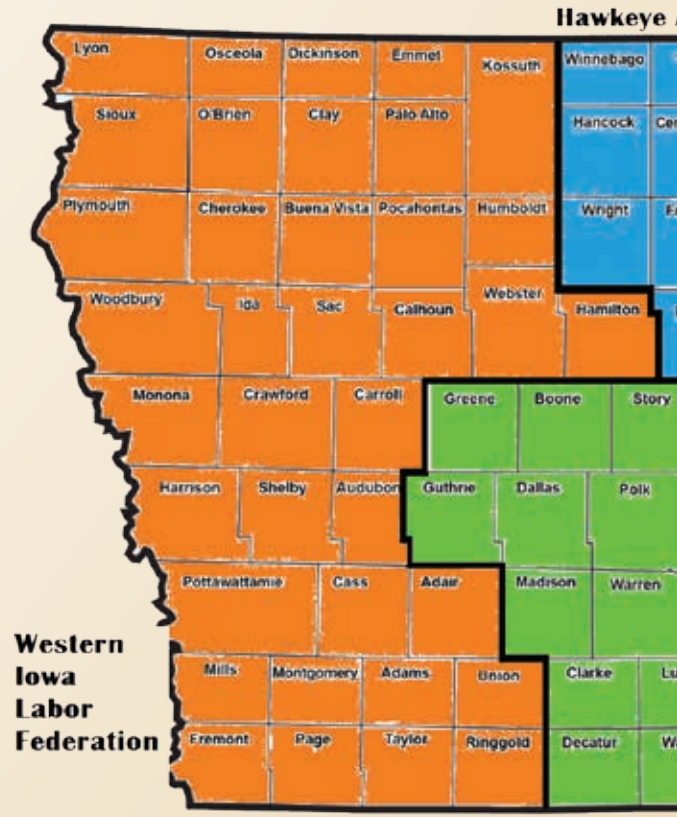 Hawkeye
Lyon Osceola Dickinson Emmet Kossuth Winnebago
Sioux O'Brien Clay Palo Alto Hancock
Plymouth Cherokee Buena Vista Pocahontas Humboldt Wright
Woodbury Ida Sac Calhoun Webster Hamilton
Monona Crawford Carroll Greene Boone Story
Harrison Shelby Audubon Guthrie Dallas Polk
Pottawattamie Cass Adair Madison Warren
Western
Iowa
Labor
Federation
Mills Montgomery Adams Union Clarke
Fremont Page Taylor Ringgold Decatur